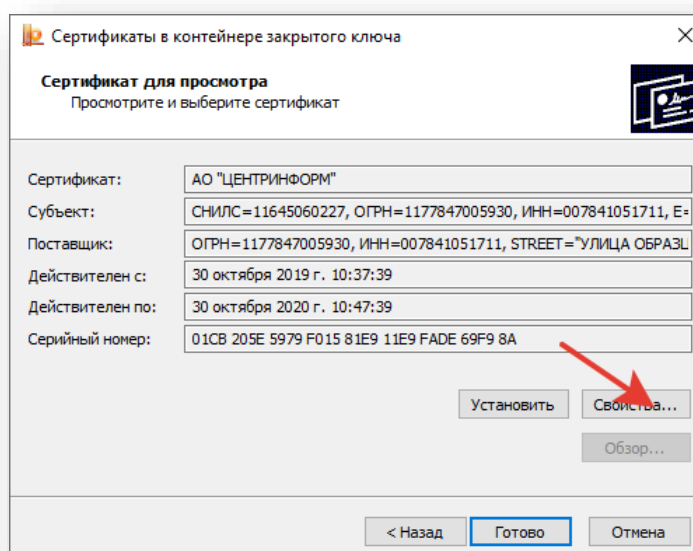 Сертификаты в контейнере закрытого ключа
Сертификат для просмотра
Просмотрите и выберите сертификат
Сертификат: АО "ЦЕНТРИНФОРМ"
Субъект: СНИЛС=11645060227, ОГРН=1177847005930, ИНН=007841051711, E=
Поставщик: ОГРН=1177847005930, ИНН=007841051711, STREET="УЛИЦА ОБРАЗЦ
Действителен с: 30 октября 2019 г. 10:37:39
Действителен по: 30 октября 2020 г. 10:47:39
Серийный номер: 01CB 205E 5979 F015 81E9 11E9 FADE 69F9 8A
Установить Свойства...
Обзор...
< Назад Готово Отмена